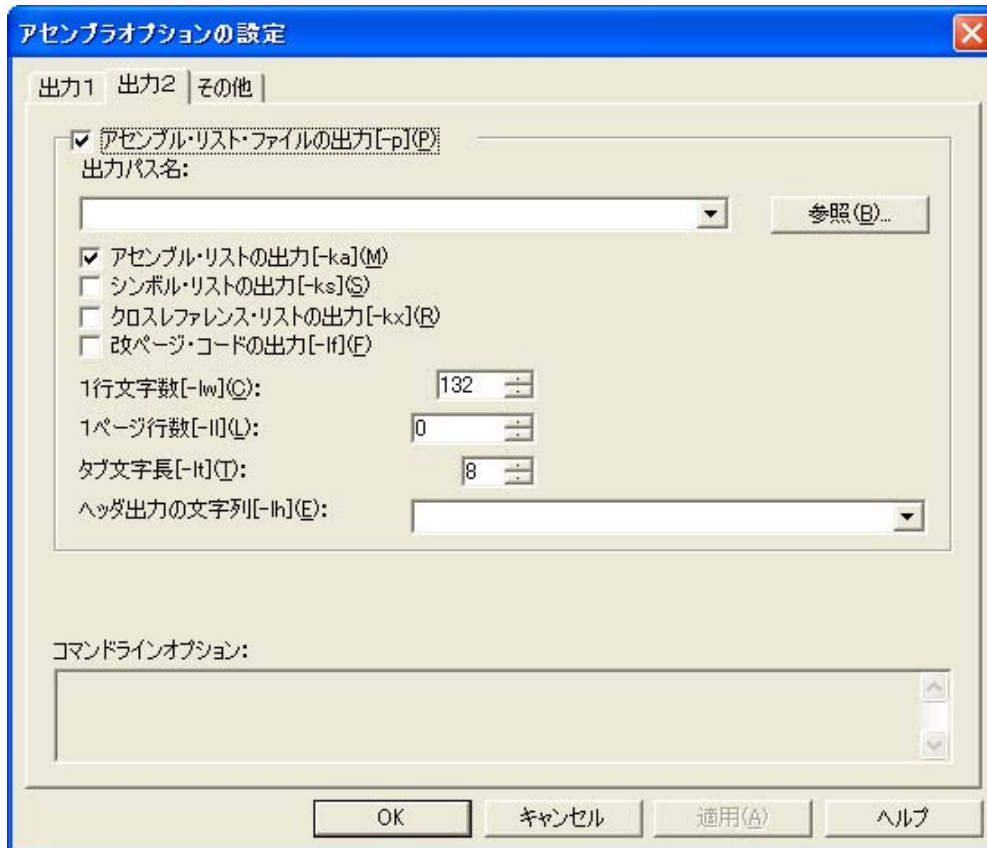 アセンブラオプションの設定
出力1 出力2 その他
アセンブル・リスト・ファイルの出力[-p](P)
出力パス名:
参照(B)...
アセンブル・リストの出力[-ka](M)
シンボル・リストの出力[-ks](S)
クロスレファレンス・リストの出力[-kx](R)
改ページ・コードの出力[-lf](F)
1行文字数[-lw](C): 132
1ページ行数[-ll](L): 0
タブ文字長[-lt](T): 8
ヘッダ出力の文字列[-lh](E):
コマンドラインオプション:
OK キャンセル 適用(A) ヘルプ